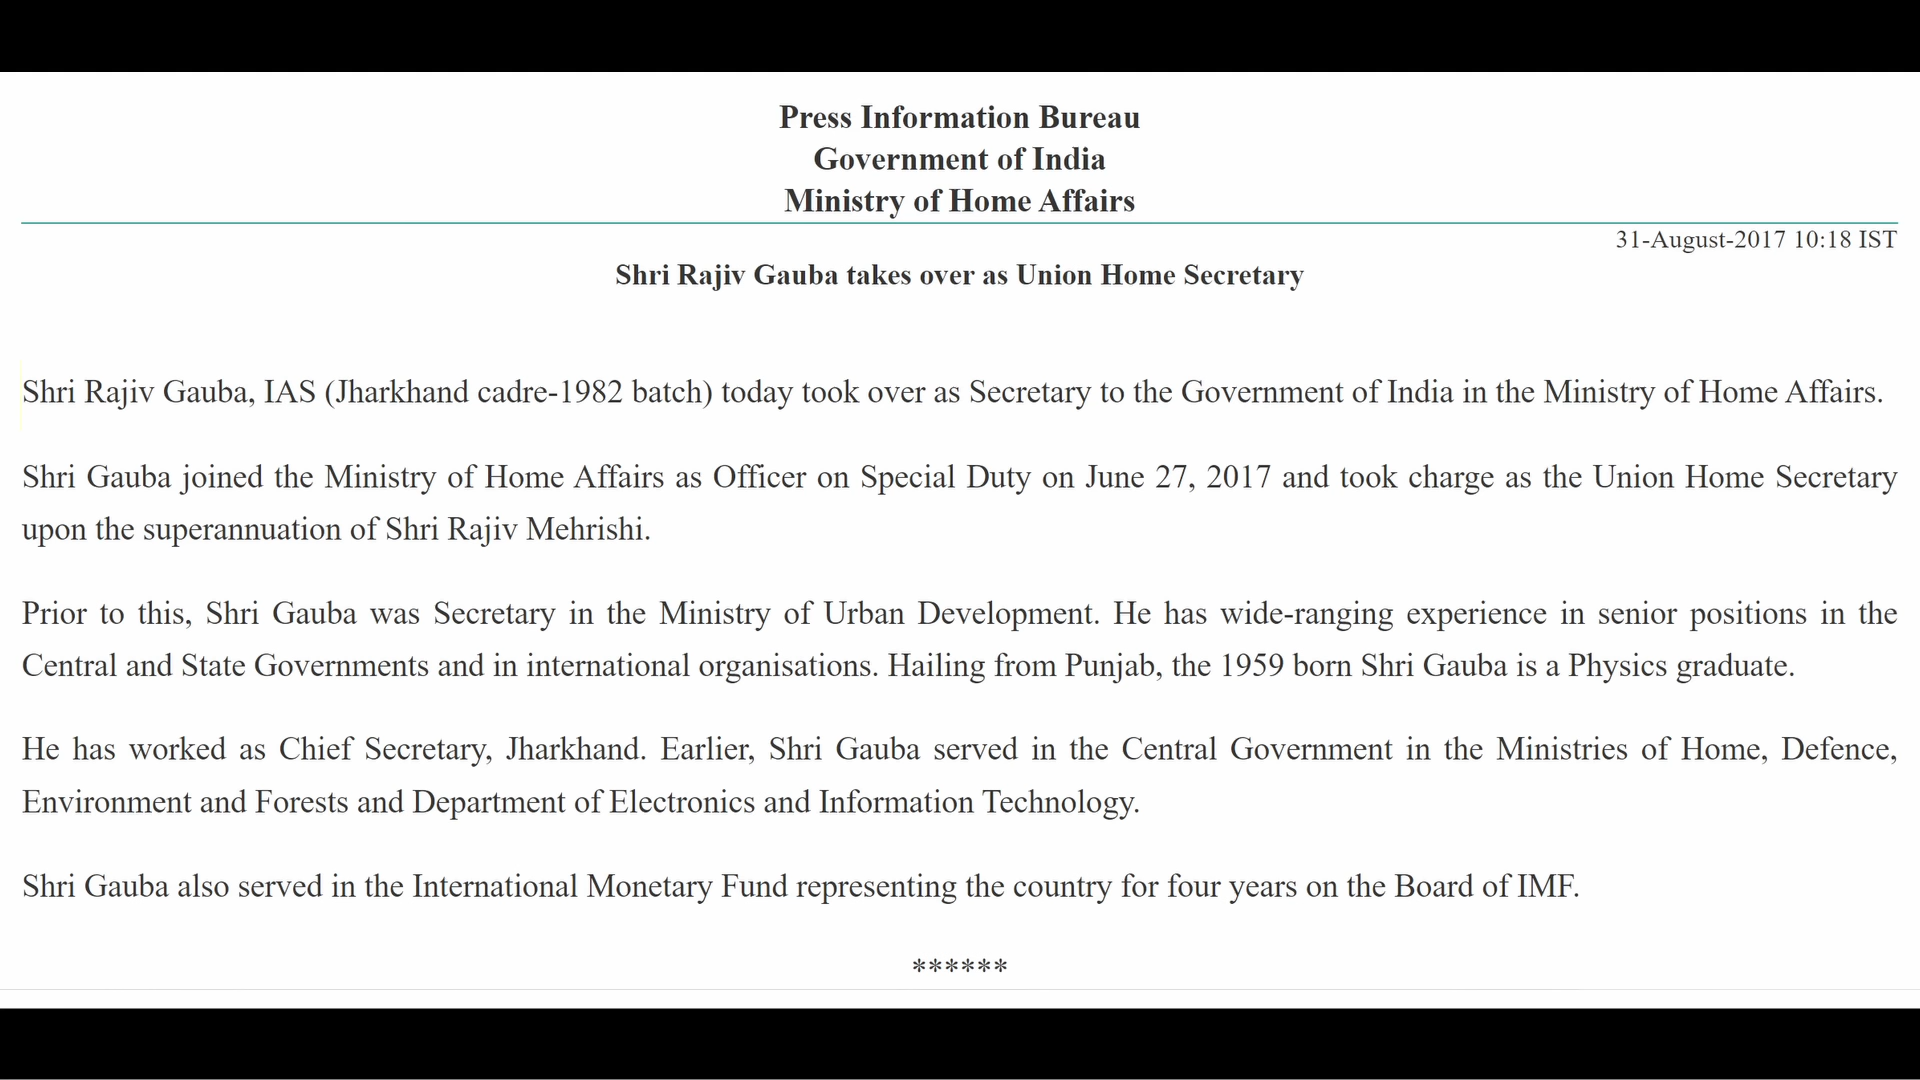 Press Information Bureau
Government of India
Ministry of Home Affairs
31-August-2017 10:18 IST
Shri Rajiv Gauba takes over as Union Home Secretary
Shri Rajiv Gauba, IAS (Jharkhand cadre-1982 batch) today took over as Secretary to the Government of India in the Ministry of Home Affairs.
Shri Gauba joined the Ministry of Home Affairs as Officer on Special Duty on June 27, 2017 and took charge as the Union Home Secretary
upon the superannuation of Shri Rajiv Mehrishi.
Prior to this, Shri Gauba was Secretary in the Ministry of Urban Development. He has wide-ranging experience in senior positions in the
Central and State Governments and in international organisations. Hailing from Punjab, the 1959 born Shri Gauba is a Physics graduate.
He has worked as Chief Secretary, Jharkhand. Earlier, Shri Gauba served in the Central Government in the Ministries of Home, Defence,
Environment and Forests and Department of Electronics and Information Technology.
Shri Gauba also served in the International Monetary Fund representing the country for four years on the Board of IMF.
******